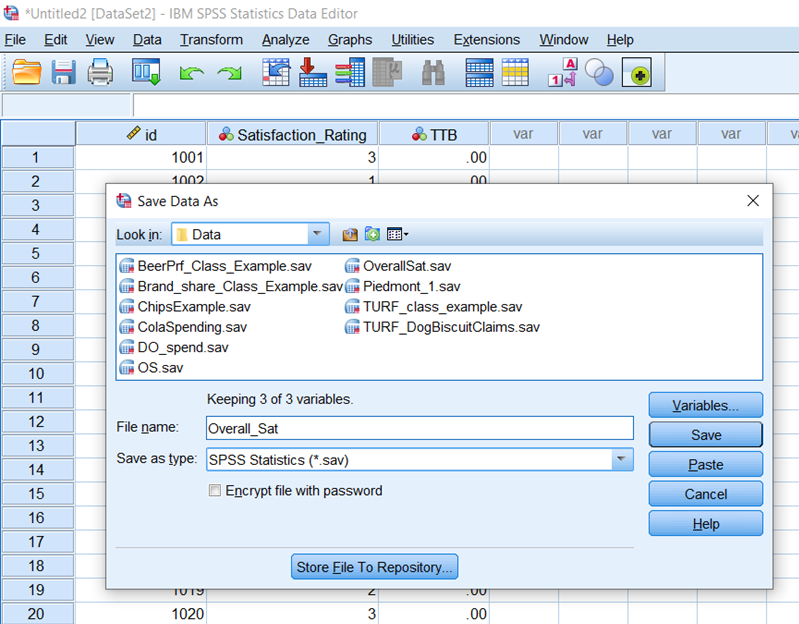 *Untitled2 [DataSet2] - IBM SPSS Statistics Data Editor
File Edit View Data Transform Analyze Graphs Utilities Extensions Window Help
A
1
id Satisfaction_Rating TTB var var var var
1 1001 3 .00
2 1002 1 .00
3
4
5
6
7
8
9
10
11
12
13
14
15
16
17
18
19 1019 2 .00
20 1020 3 .00
Save Data As
Look in: Data
BeerPrf_Class_Example.sav OverallSat.sav
Brand_share_Class_Example.sav Piedmont_1.sav
ChipsExample.sav TURF_class_example.sav
ColaSpending.sav TURF_DogBiscuitClaims.sav
DO_spend.sav
OS.sav
Keeping 3 of 3 variables.
Variables...
File name: Overall_Sat
Save
Save as type: SPSS Statistics (*.sav)
Paste
Encrypt file with password
Cancel
Help
Store File To Repository...